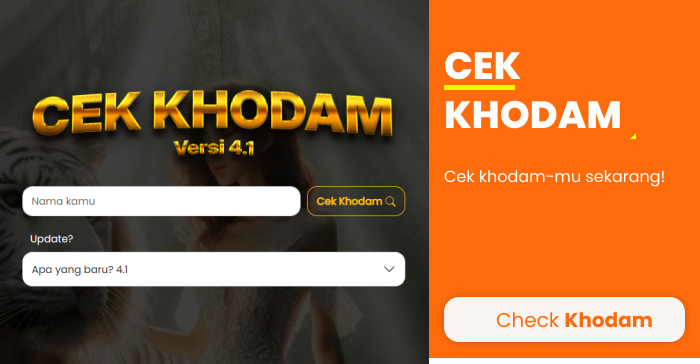 CEK KHODAM
Versi 4.1
Nama kamu
Cek Khodam
Update?
Apa yang baru? 4.1
CEK
KHODAM
Cek khodam-mu sekarang!
Check Khodam